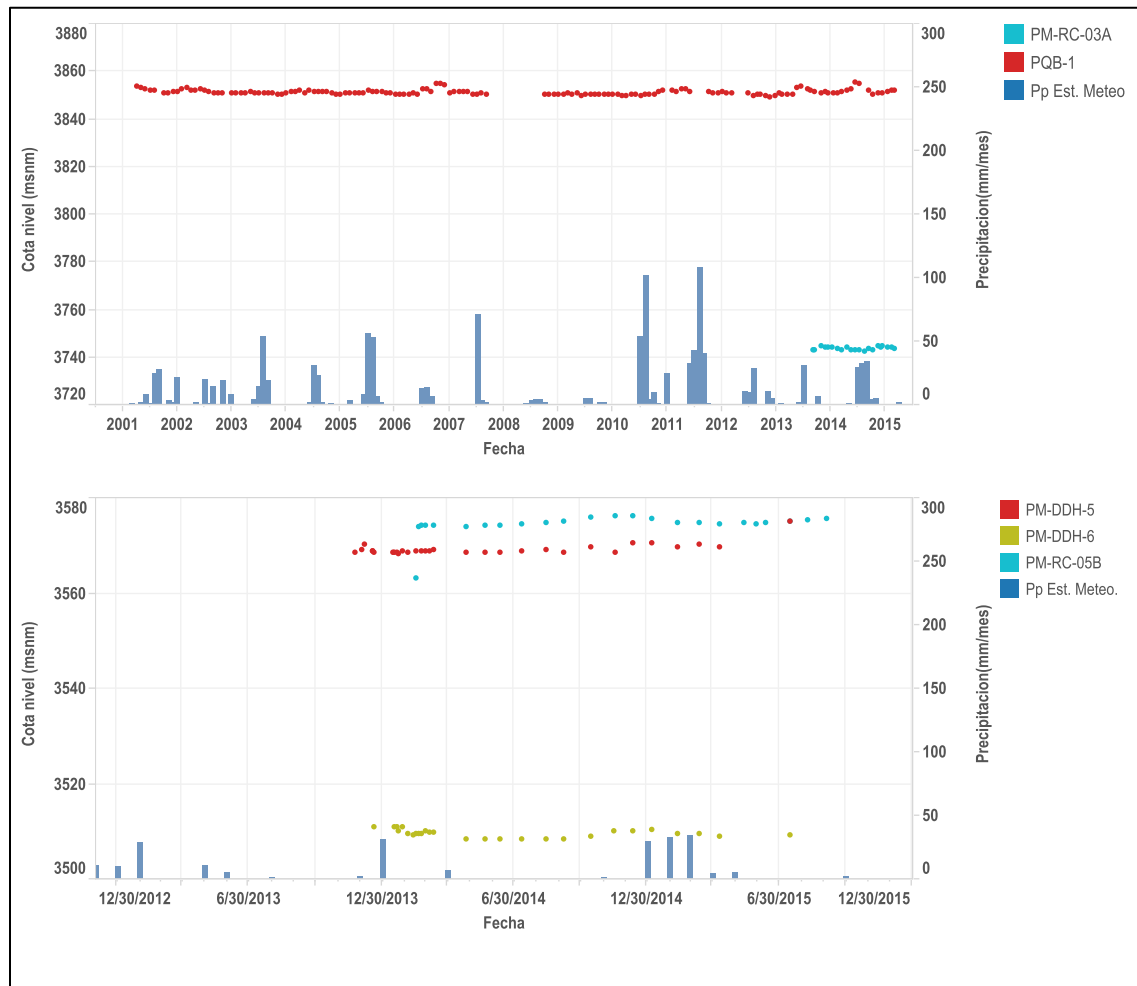 3880
3860
3840
3820
3800
3780
3760
3740
3720
Cota nivel (msnm)
300
250
200
150
100
50
0
Precipitacion(mm/mes)
2001 2002 2003 2004 2005 2006 2007 2008 2009 2010 2011 2012 2013 2014 2015
Fecha
PM-RC-03A
PQB-1
Pp Est. Meteo
3580
3560
3540
3520
3500
Cota nivel (msnm)
300
250
200
150
100
50
0
Precipitacion(mm/mes)
12/30/2012 6/30/2013 12/30/2013 6/30/2014 12/30/2014 6/30/2015 12/30/2015
Fecha
PM-DDH-5
PM-DDH-6
PM-RC-05B
Pp Est. Meteo.